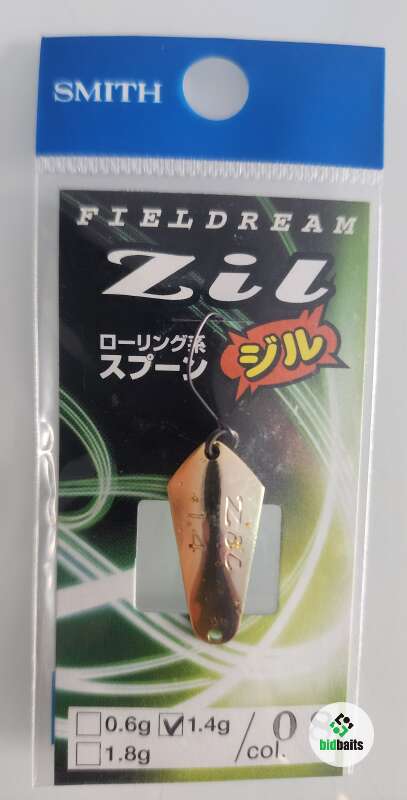 SMITH
FIELDREAM
Zil
ローリング系
スプーン
ジル
Zil
1.4
0.6g ✓1.4g
1.8g
/0
col.
bidbaits